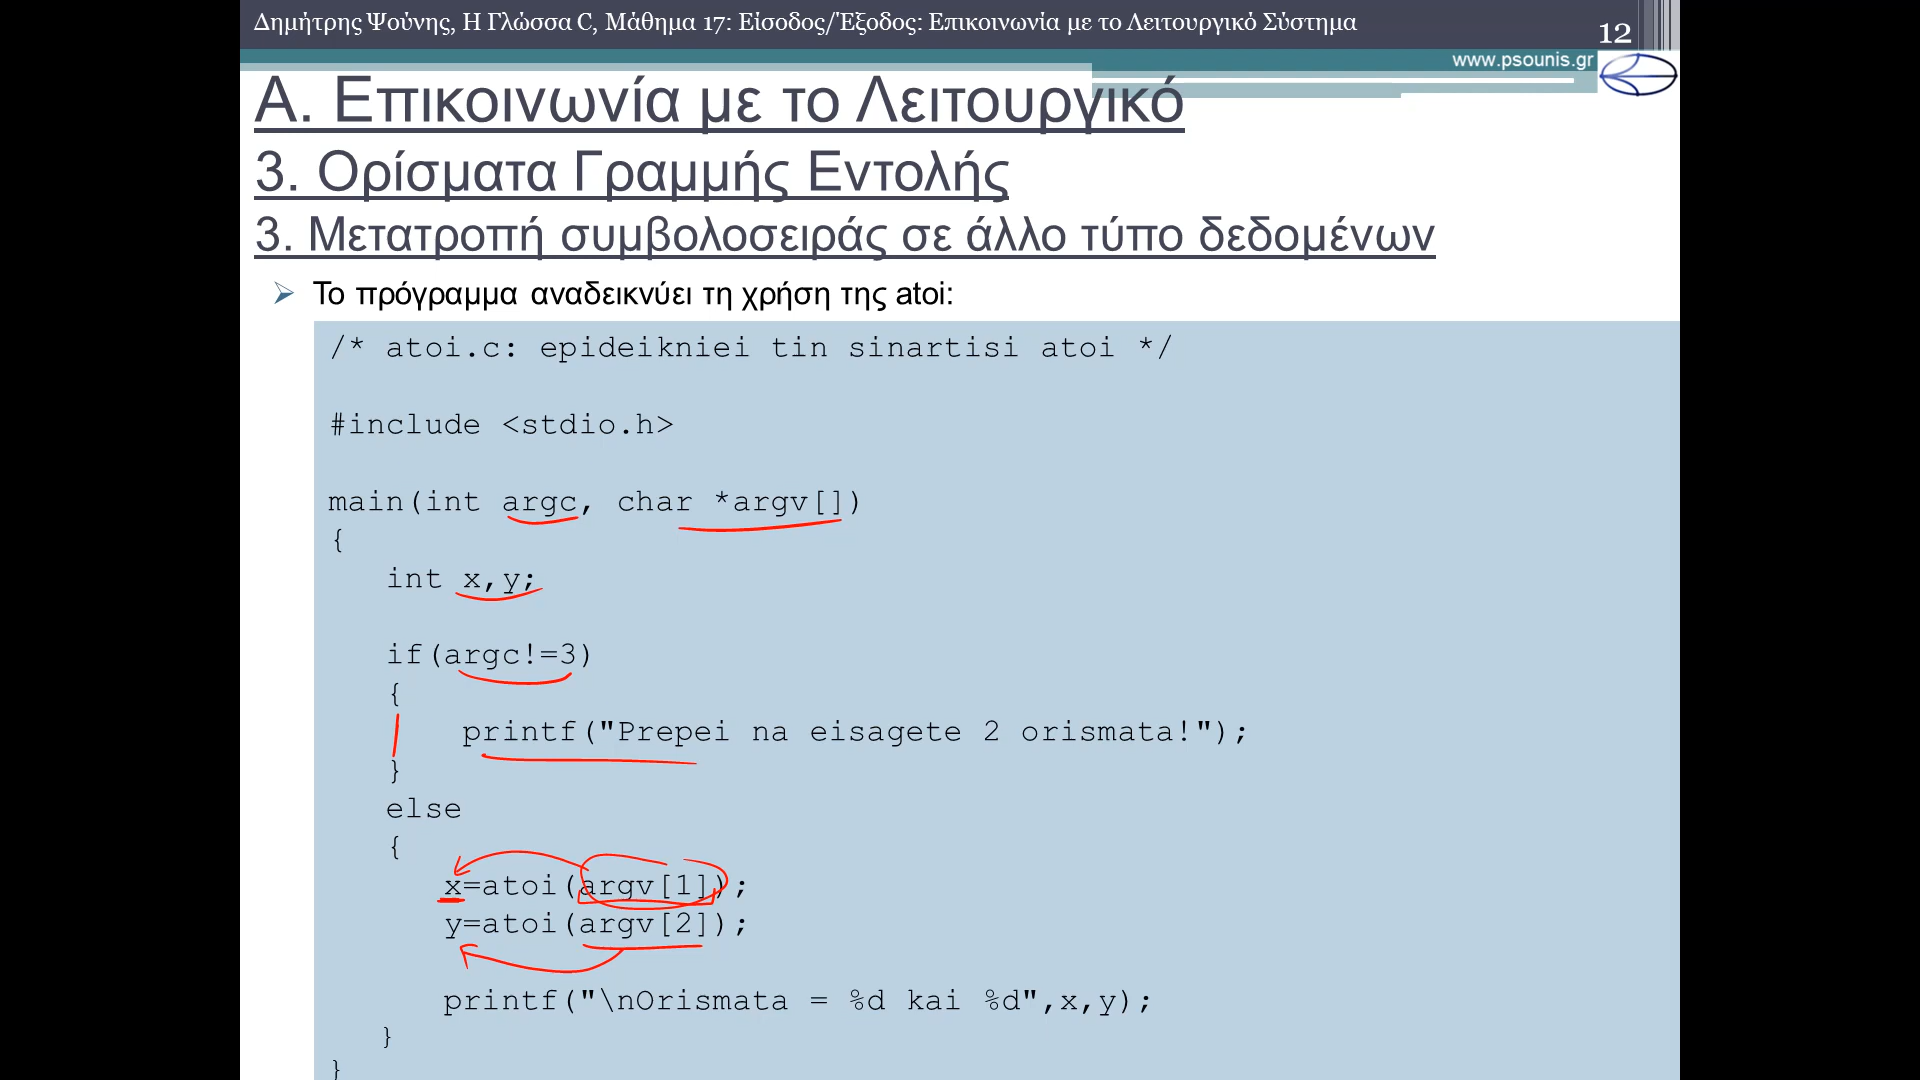 Δημήτρης Ψούνης, Η Γλώσσα C, Μάθημα 17: Είσοδος/Έξοδος: Επικοινωνία με το Λειτουργικό Σύστημα
12
www.psounis.gr
Α. Επικοινωνία με το Λειτουργικό
3. Ορίσματα Γραμμής Εντολής
3. Μετατροπή συμβολοσειράς σε άλλο τύπο δεδομένων
Το πρόγραμμα αναδεικνύει τη χρήση της atoi:
/* atoi.c: epideikniei tin sinartisi atoi */
#include <stdio.h>
main(int argc, char *argv[])
{
int x,y;
if(argc!=3)
{
printf("Prepei na eisagete 2 orismata!");
}
else
{
x=atoi(argv[1]);
y=atoi(argv[2]);
printf("\nOrismata = %d kai %d",x,y);
}
}